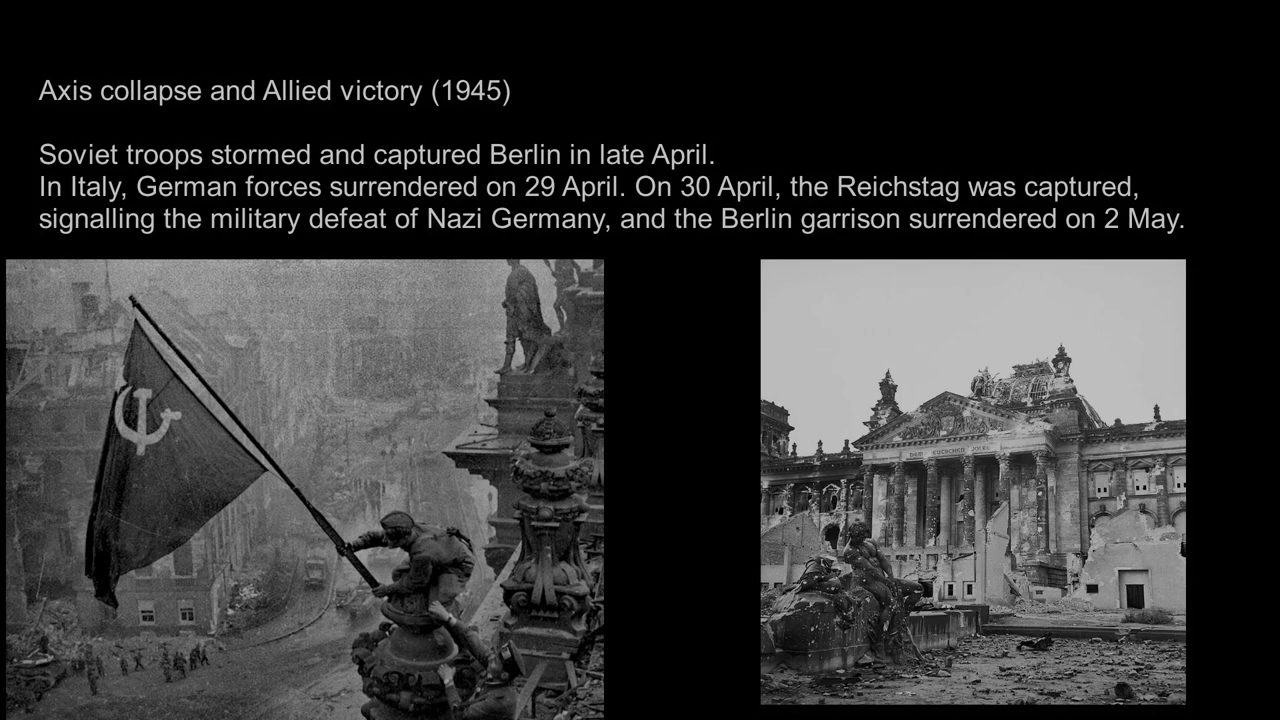 Axis collapse and Allied victory (1945)
Soviet troops stormed and captured Berlin in late April.
In Italy, German forces surrendered on 29 April. On 30 April, the Reichstag was captured,
signalling the military defeat of Nazi Germany, and the Berlin garrison surrendered on 2 May.